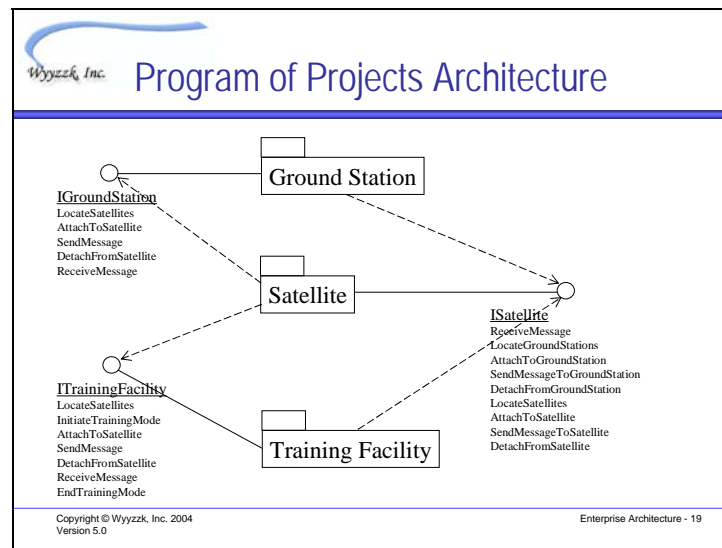 Wyyzzk, Inc.
Program of Projects Architecture
Ground Station
IGroundStation
LocateSatellites
AttachToSatellite
SendMessage
DetachFromSatellite
ReceiveMessage
Satellite
ISatellite
ReceiveMessage
LocateGroundStations
AttachToGroundStation
SendMessageToGroundStation
DetachFromGroundStation
LocateSatellites
AttachToSatellite
SendMessageToSatellite
DetachFromSatellite
ITrainingFacility
LocateSatellites
InitiateTrainingMode
AttachToSatellite
SendMessage
DetachFromSatellite
ReceiveMessage
EndTrainingMode
Training Facility
Copyright © Wyyzzk, Inc. 2004
Version 5.0
Enterprise Architecture - 19